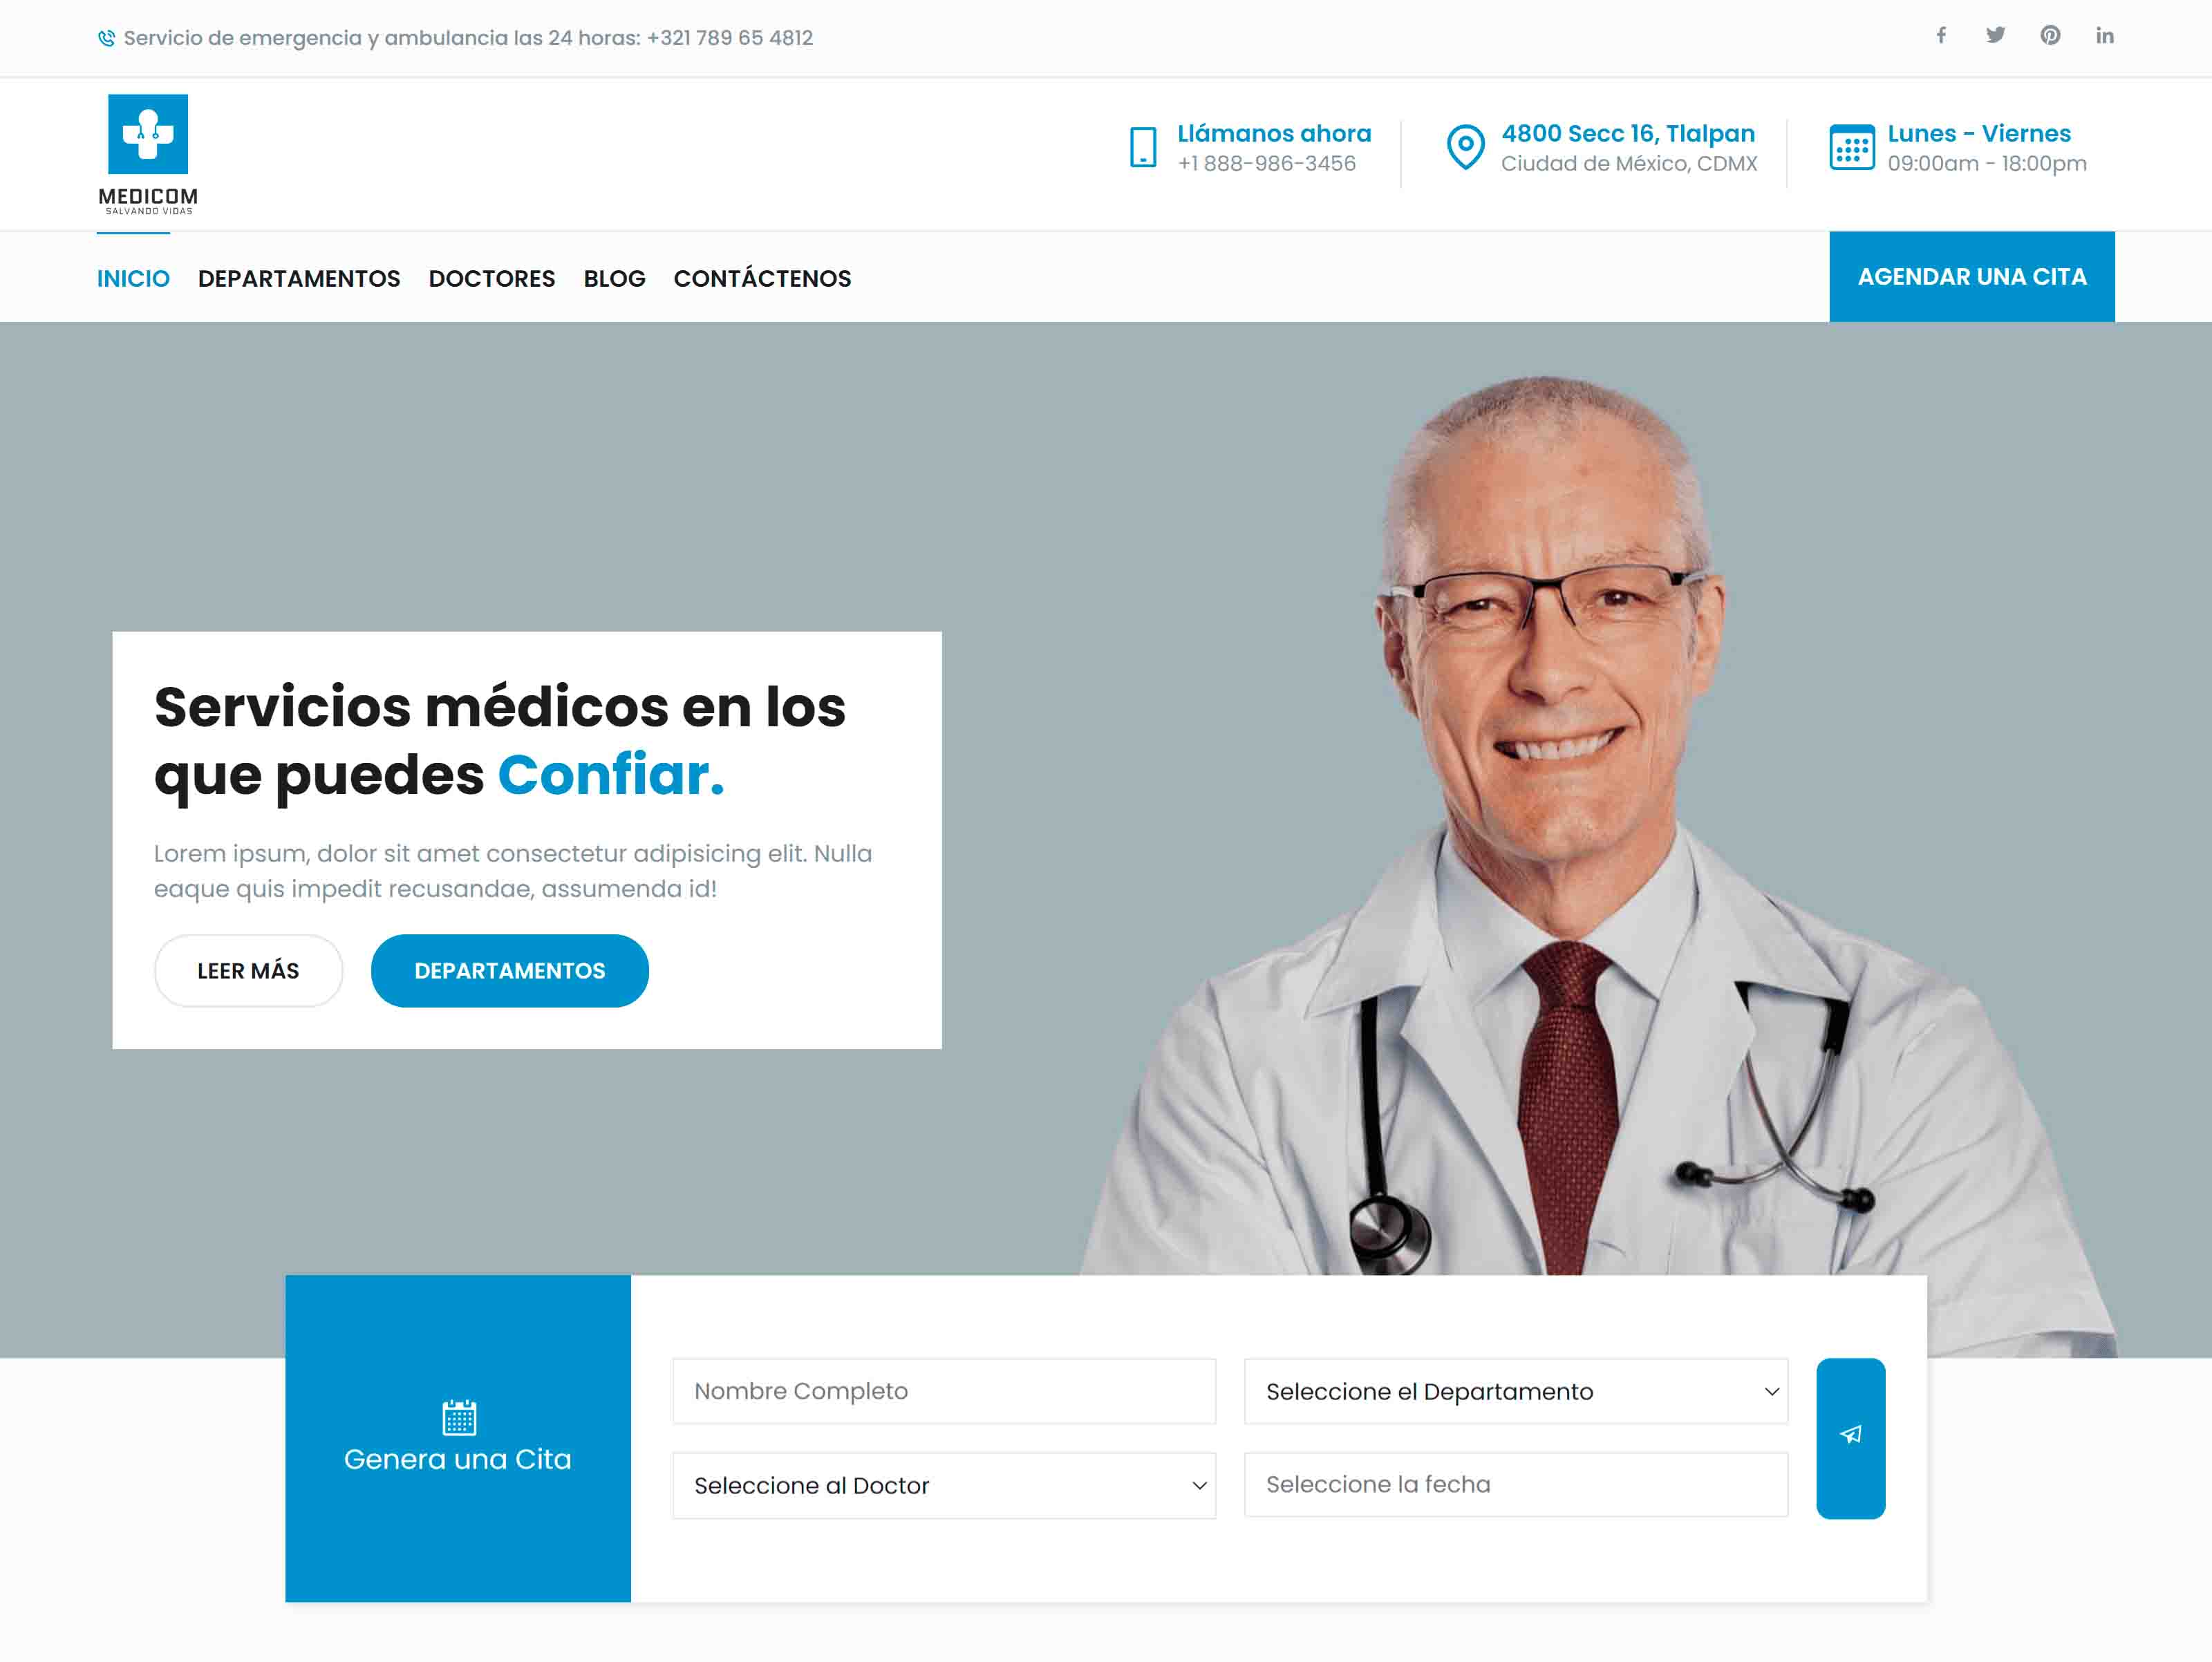 Servicio de emergencia y ambulancia las 24 horas: +321 789 65 4812
MEDICOM
SALVANDO VIDAS
Llámanos ahora
+1 888-986-3456
4800 Secc 16, Tlalpan
Ciudad de México, CDMX
Lunes - Viernes
09:00am - 18:00pm
INICIO DEPARTAMENTOS DOCTORES BLOG CONTÁCTENOS
AGENDAR UNA CITA
Servicios médicos en los
que puedes Confiar.
Lorem ipsum, dolor sit amet consectetur adipisicing elit. Nulla
eaque quis impedit recusandae, assumenda id!
LEER MÁS
DEPARTAMENTOS
Genera una Cita
Nombre Completo
Seleccione el Departamento
Seleccione al Doctor
Seleccione la fecha